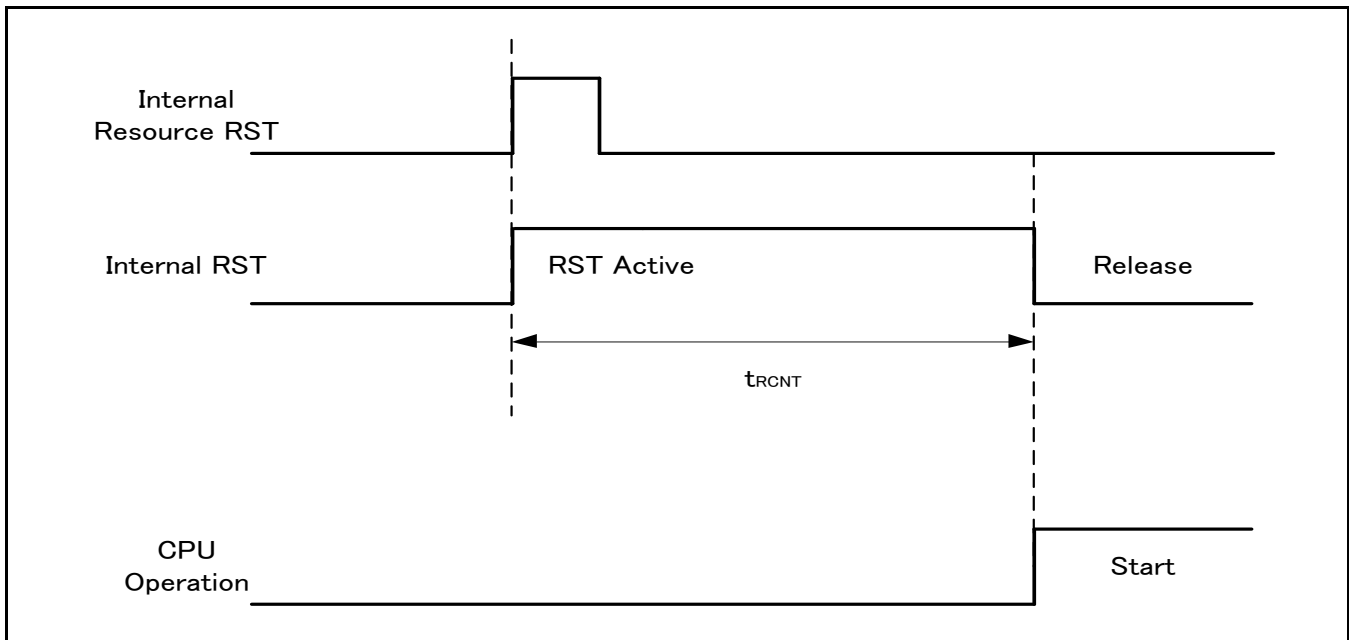 Internal
Resource RST
Internal RST
RST Active
Release
tRCNT
CPU
Operation
Start